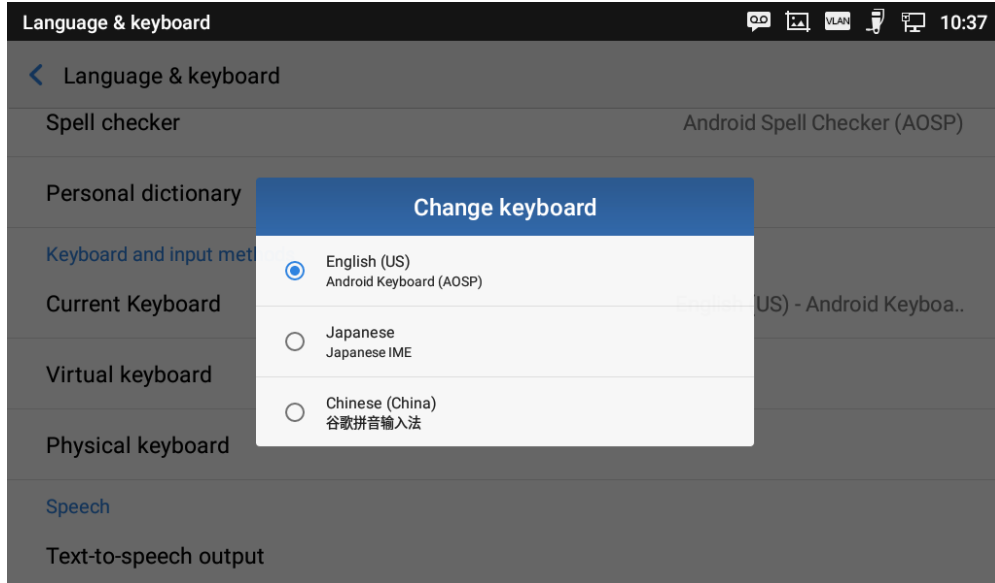 Language & keyboard
VLAN
10:37
Language & keyboard
Spell checker
Android Spell Checker (AOSP)
Personal dictionary
Change keyboard
Keyboard and input met
English (US)
Android Keyboard (AOSP)
Current Keyboard
English (US) - Android Keyboa..
Japanese
Japanese IME
Virtual keyboard
Chinese (China)
谷歌拼音输入法
Physical keyboard
Speech
Text-to-speech output